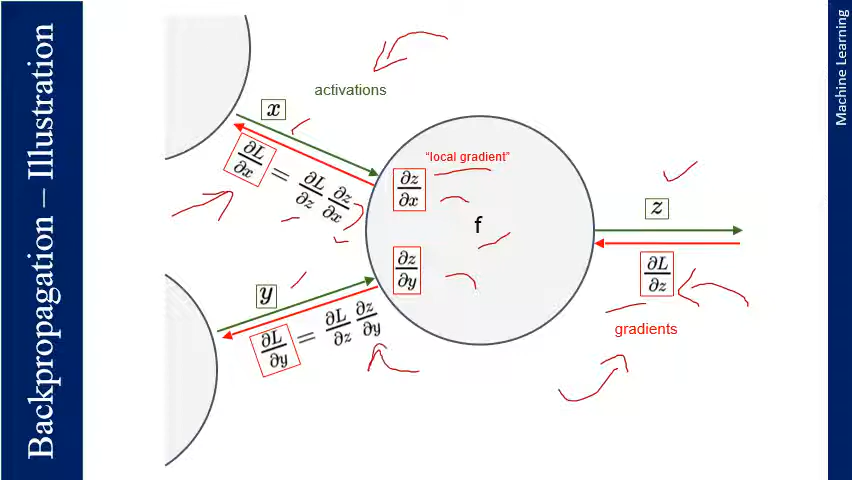 Backpropagation – Illustration
Machine Learning
activations
x
∂L/∂x = ∂L/∂z ∂z/∂x
"local gradient"
∂z/∂x
f
z
∂z/∂y
∂L/∂z
y
∂L/∂y = ∂L/∂z ∂z/∂y
gradients